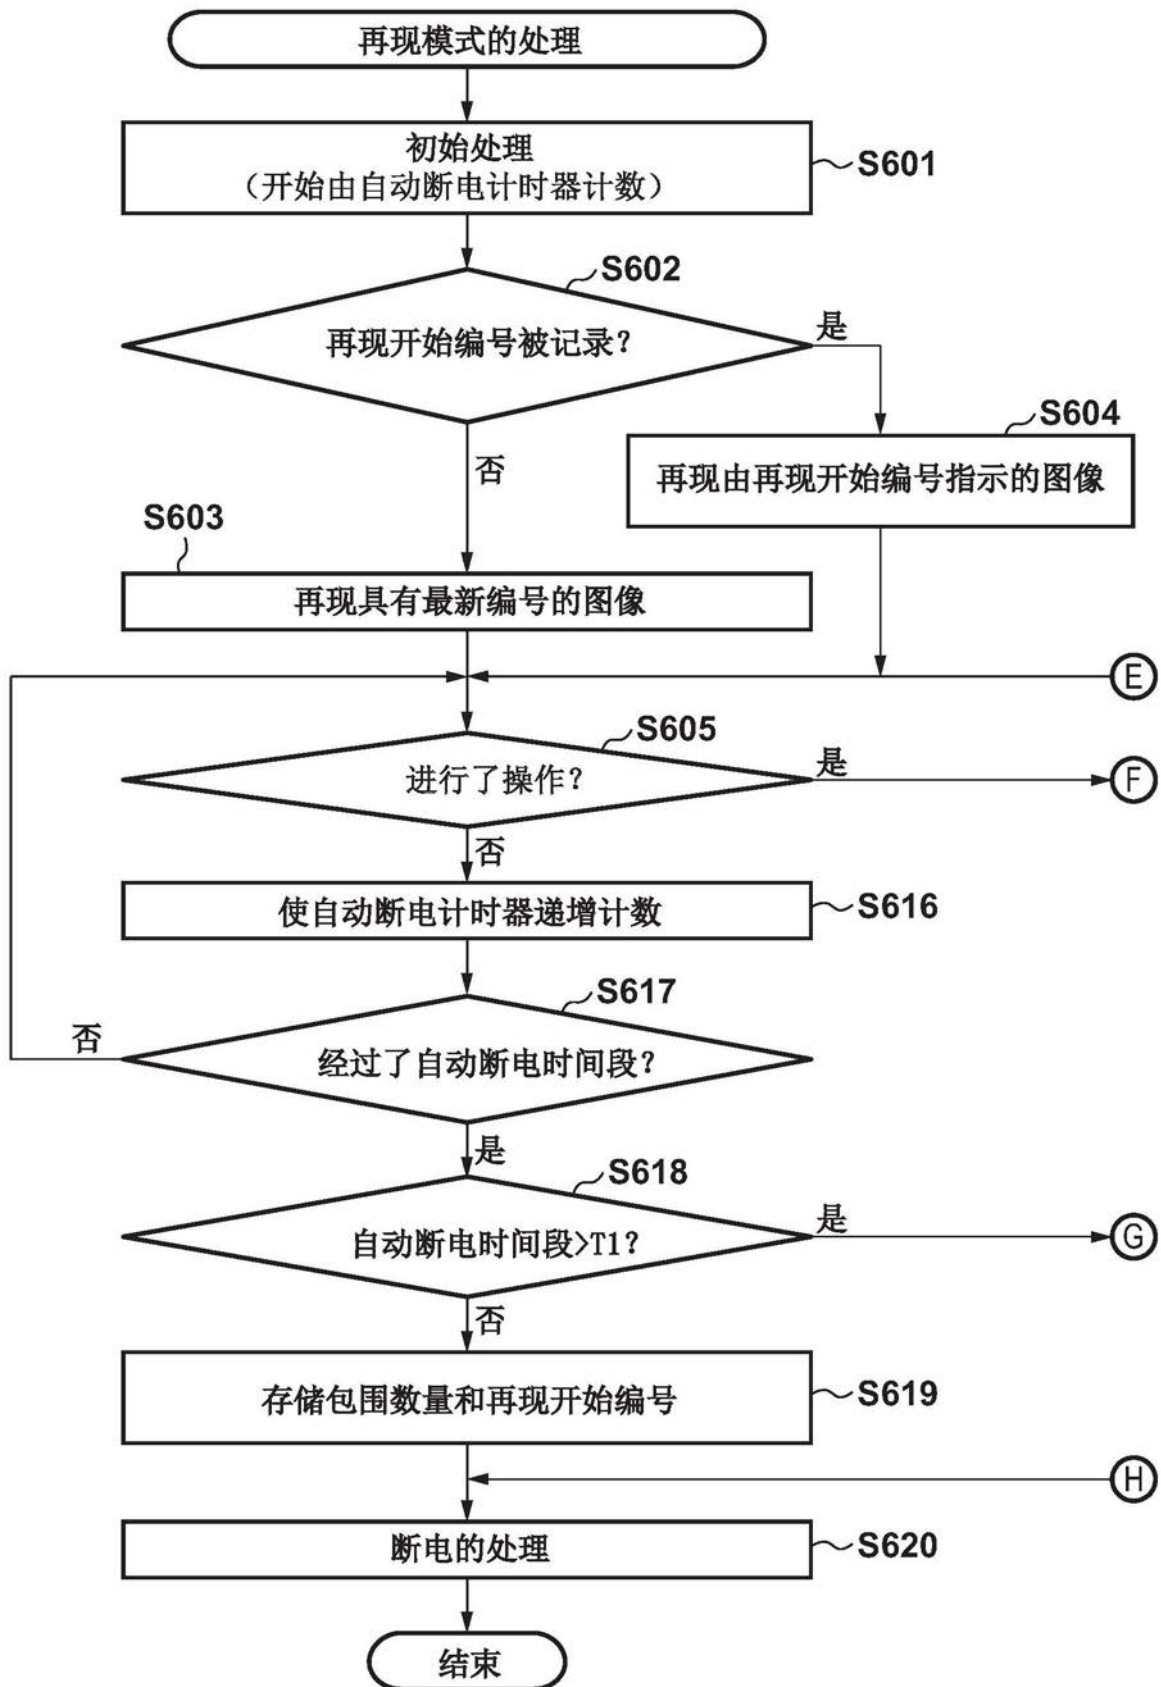 再现模式的处理
初始处理
（开始由自动断电计时器计数）
S601
S602
再现开始编号被记录？
是
否
S604
再现由再现开始编号指示的图像
S603
再现具有最新编号的图像
E
S605
进行了操作？
是
F
否
使自动断电计时器递增计数
S616
S617
经过了自动断电时间段？
否
是
S618
自动断电时间段>T1？
是
G
否
存储包围数量和再现开始编号
S619
H
断电的处理
S620
结束